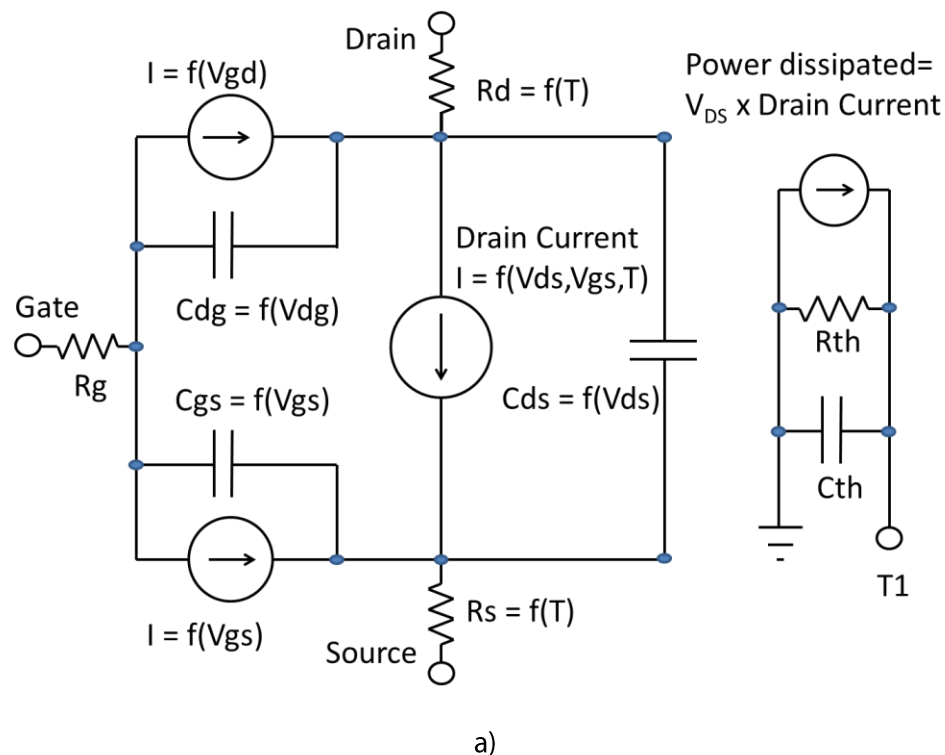 Drain
I = f(Vgd)
Rd = f(T)
Power dissipated=
V_DS x Drain Current
Drain Current
I = f(Vds,Vgs,T)
Cdg = f(Vdg)
Gate
Rg
Rth
Cgs = f(Vgs)
Cds = f(Vds)
Cth
T1
Rs = f(T)
I = f(Vgs)
Source
a)